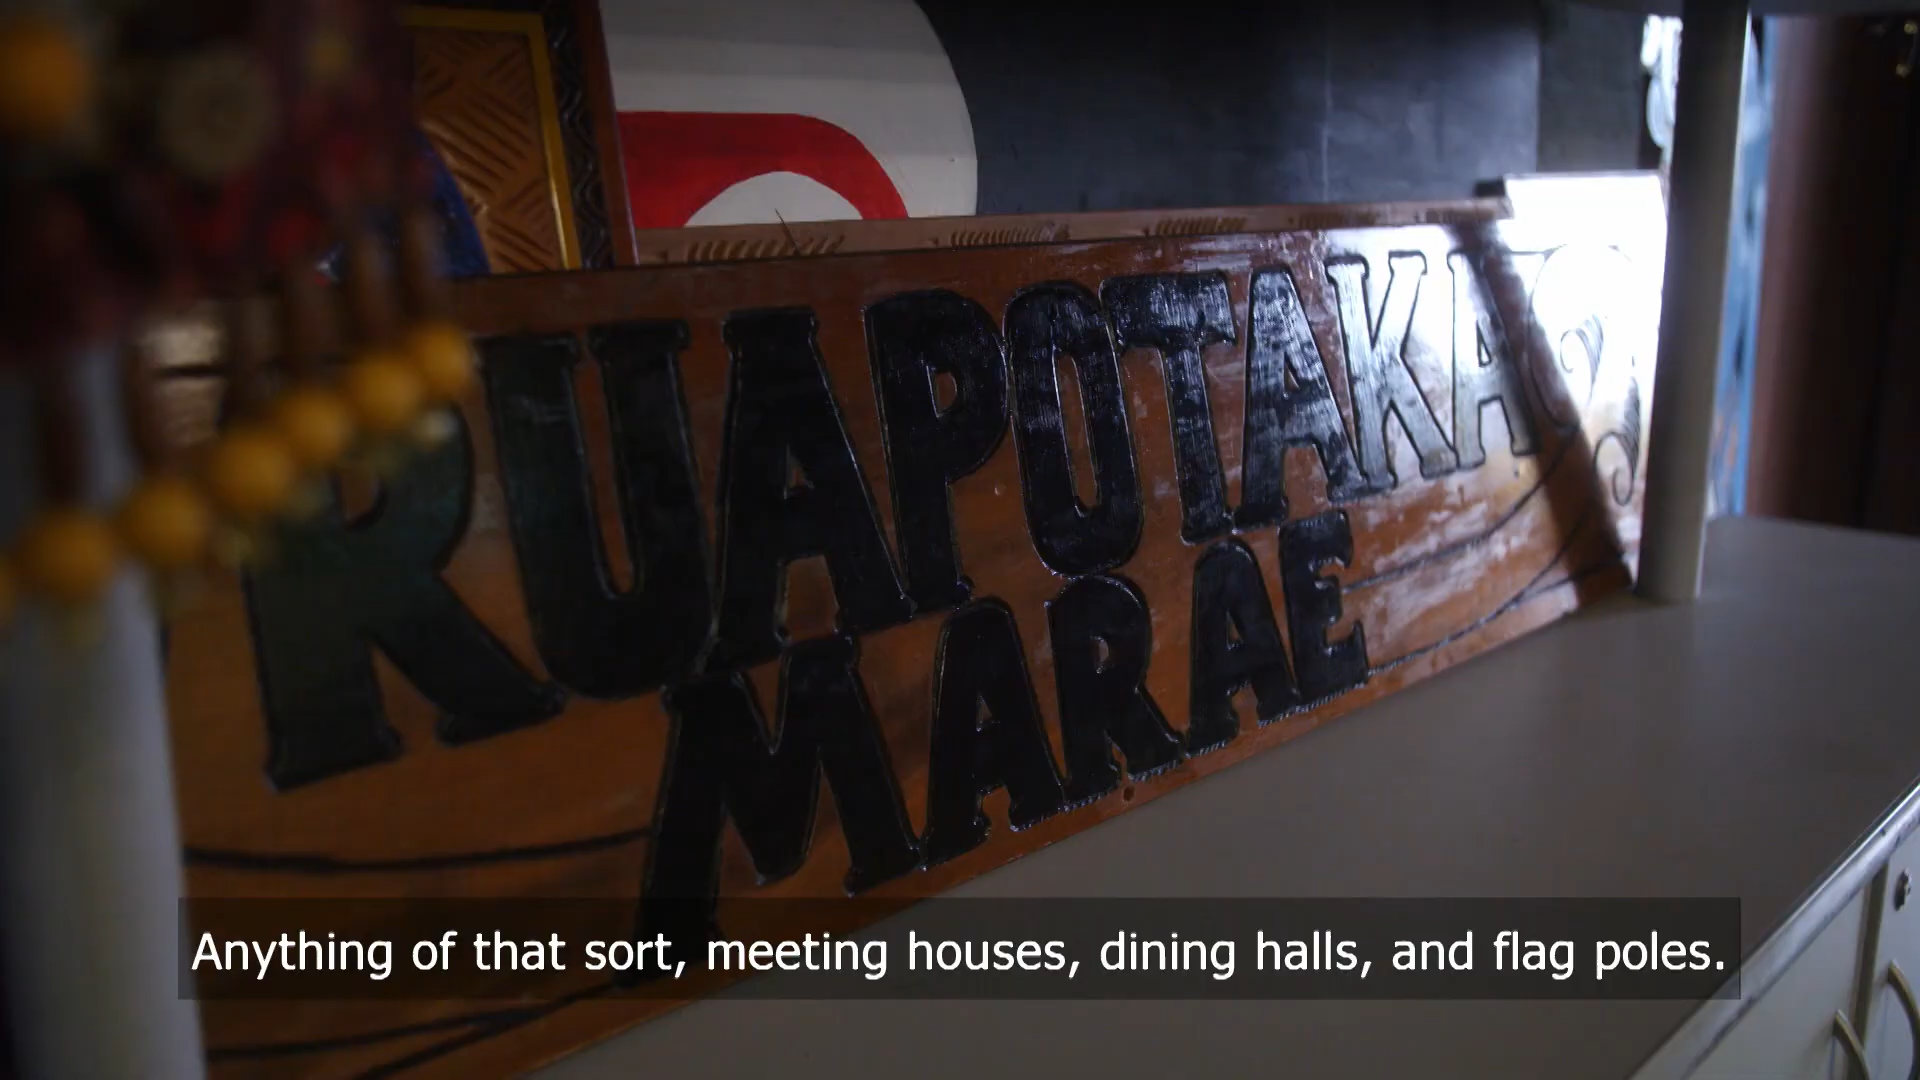 RUAPOTAKA
MARAE
Anything of that sort, meeting houses, dining halls, and flag poles.